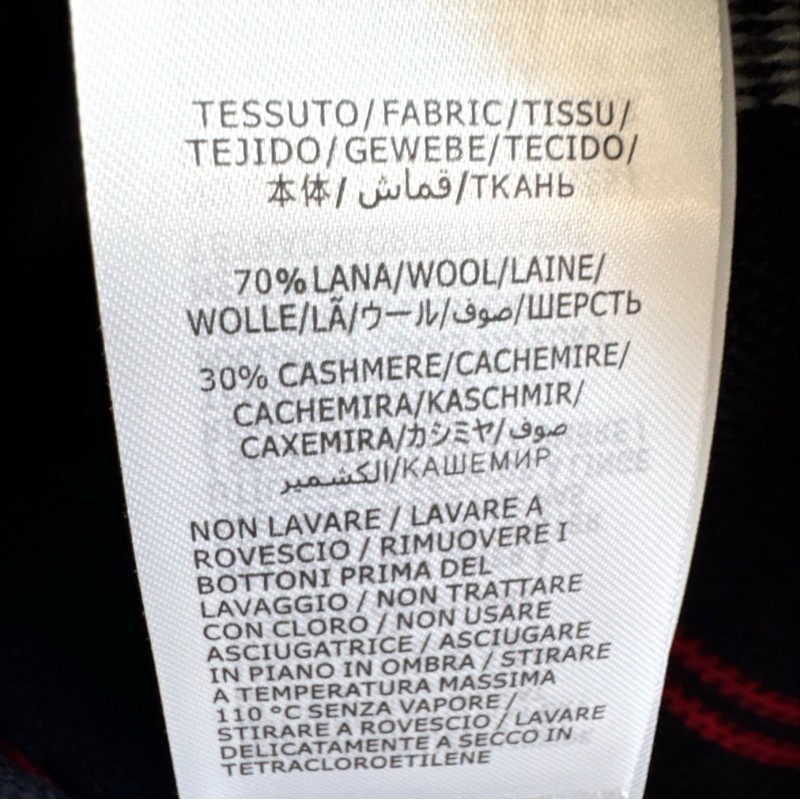 TESSUTO/FABRIC/TISSU/
TEJIDO/GEWEBE/TECIDO/
本体/قماش/ТКАНЬ
70% LANA/WOOL/LAINE/
WOLLE/LÃ/ウール/صوف/ШЕРСТЬ
30% CASHMERE/CACHEMIRE/
CACHEMIRA/KASCHMIR/
CAXEMIRA/カシミヤ/صوف
الكشمير/КАШЕМИР
NON LAVARE / LAVARE A
ROVESCIO / RIMUOVERE I
BOTTONI PRIMA DEL
LAVAGGIO / NON TRATTARE
CON CLORO / NON USARE
ASCIUGATRICE / ASCIUGARE
IN PIANO IN OMBRA / STIRARE
A TEMPERATURA MASSIMA
110 °C SENZA VAPORE /
STIRARE A ROVESCIO / LAVARE
DELICATAMENTE A SECCO IN
TETRACLOROETILENE